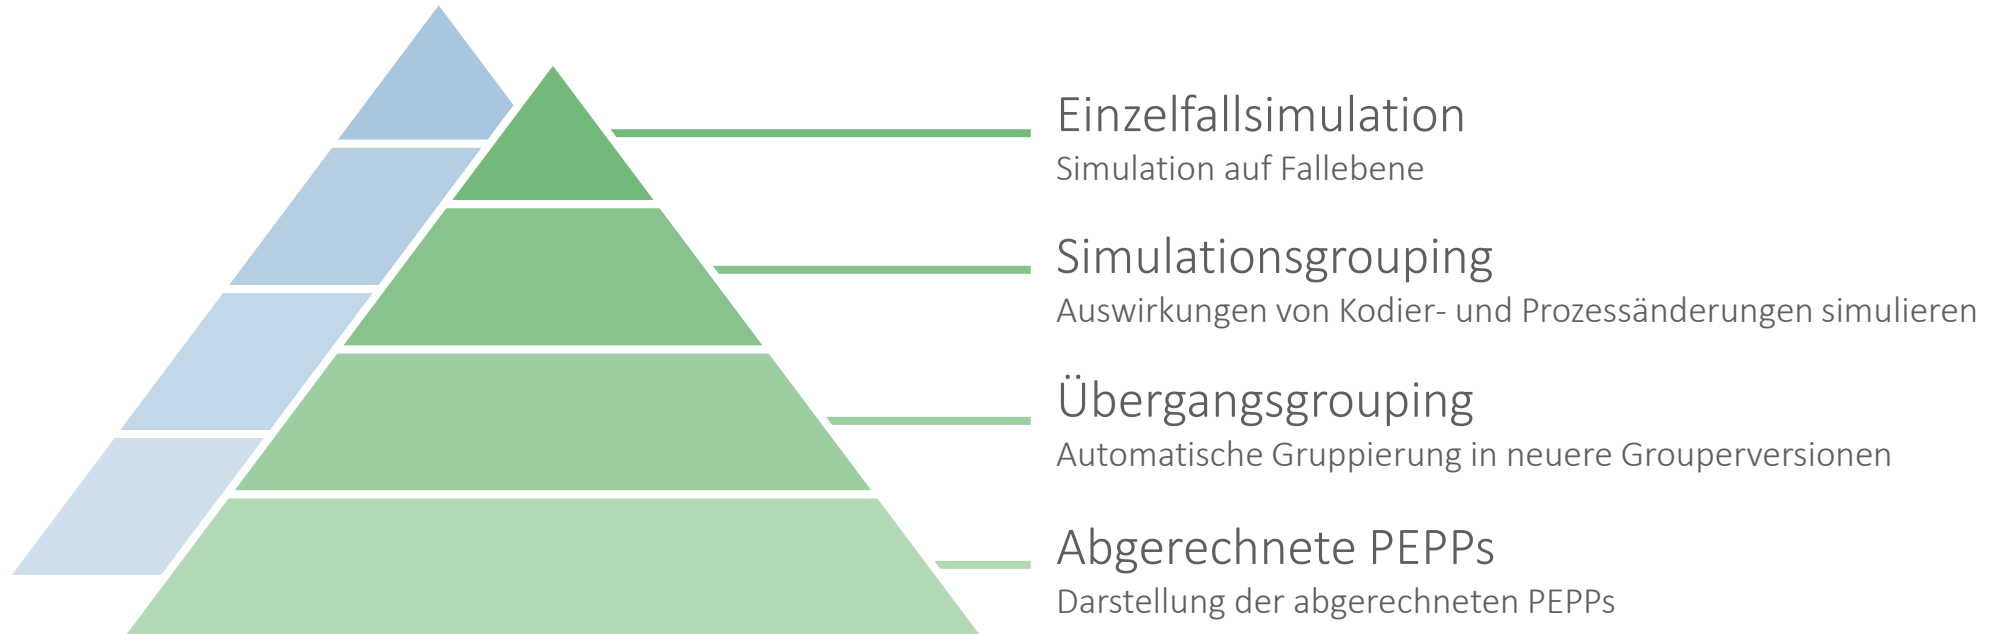 Einzelfallsimulation
Simulation auf Fallebene
Simulationsgrouping
Auswirkungen von Kodier- und Prozessänderungen simulieren
Übergangsgrouping
Automatische Gruppierung in neuere Grouperversionen
Abgerechnete PEPPs
Darstellung der abgerechneten PEPPs